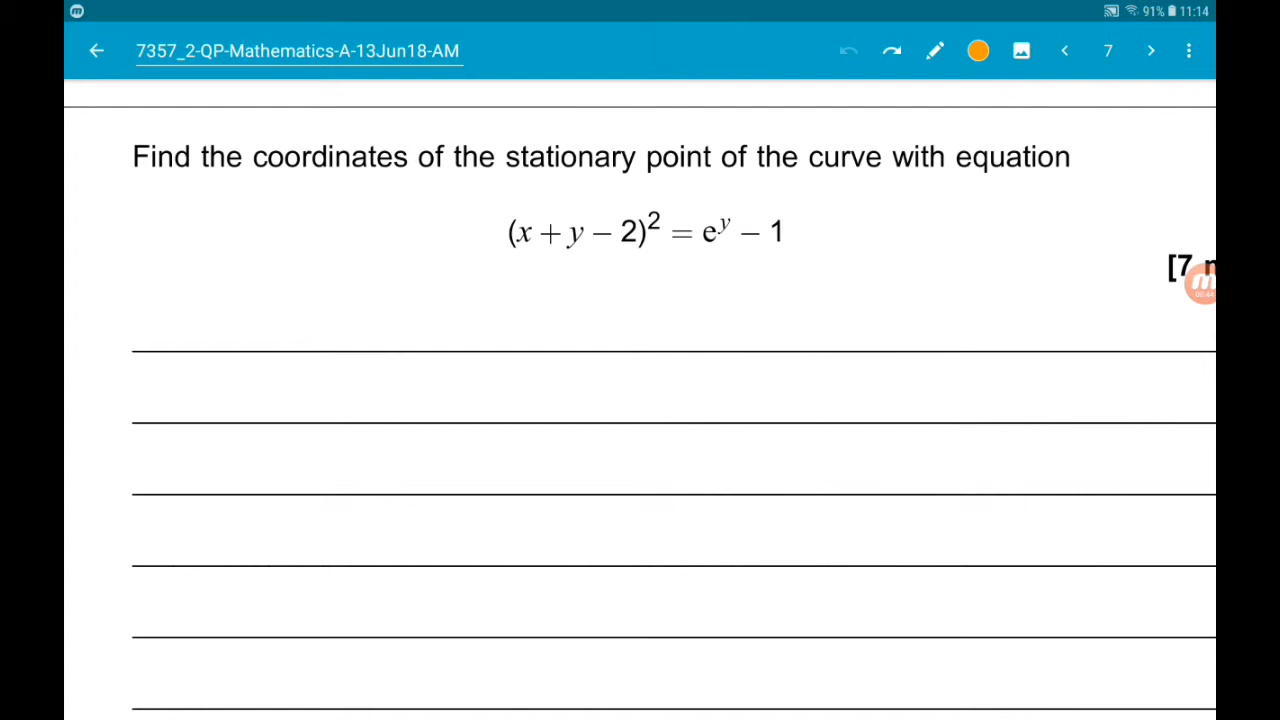 91% 11:14
7357_2-QP-Mathematics-A-13Jun18-AM
7
Find the coordinates of the stationary point of the curve with equation
(x + y − 2)² = eʸ − 1
[7